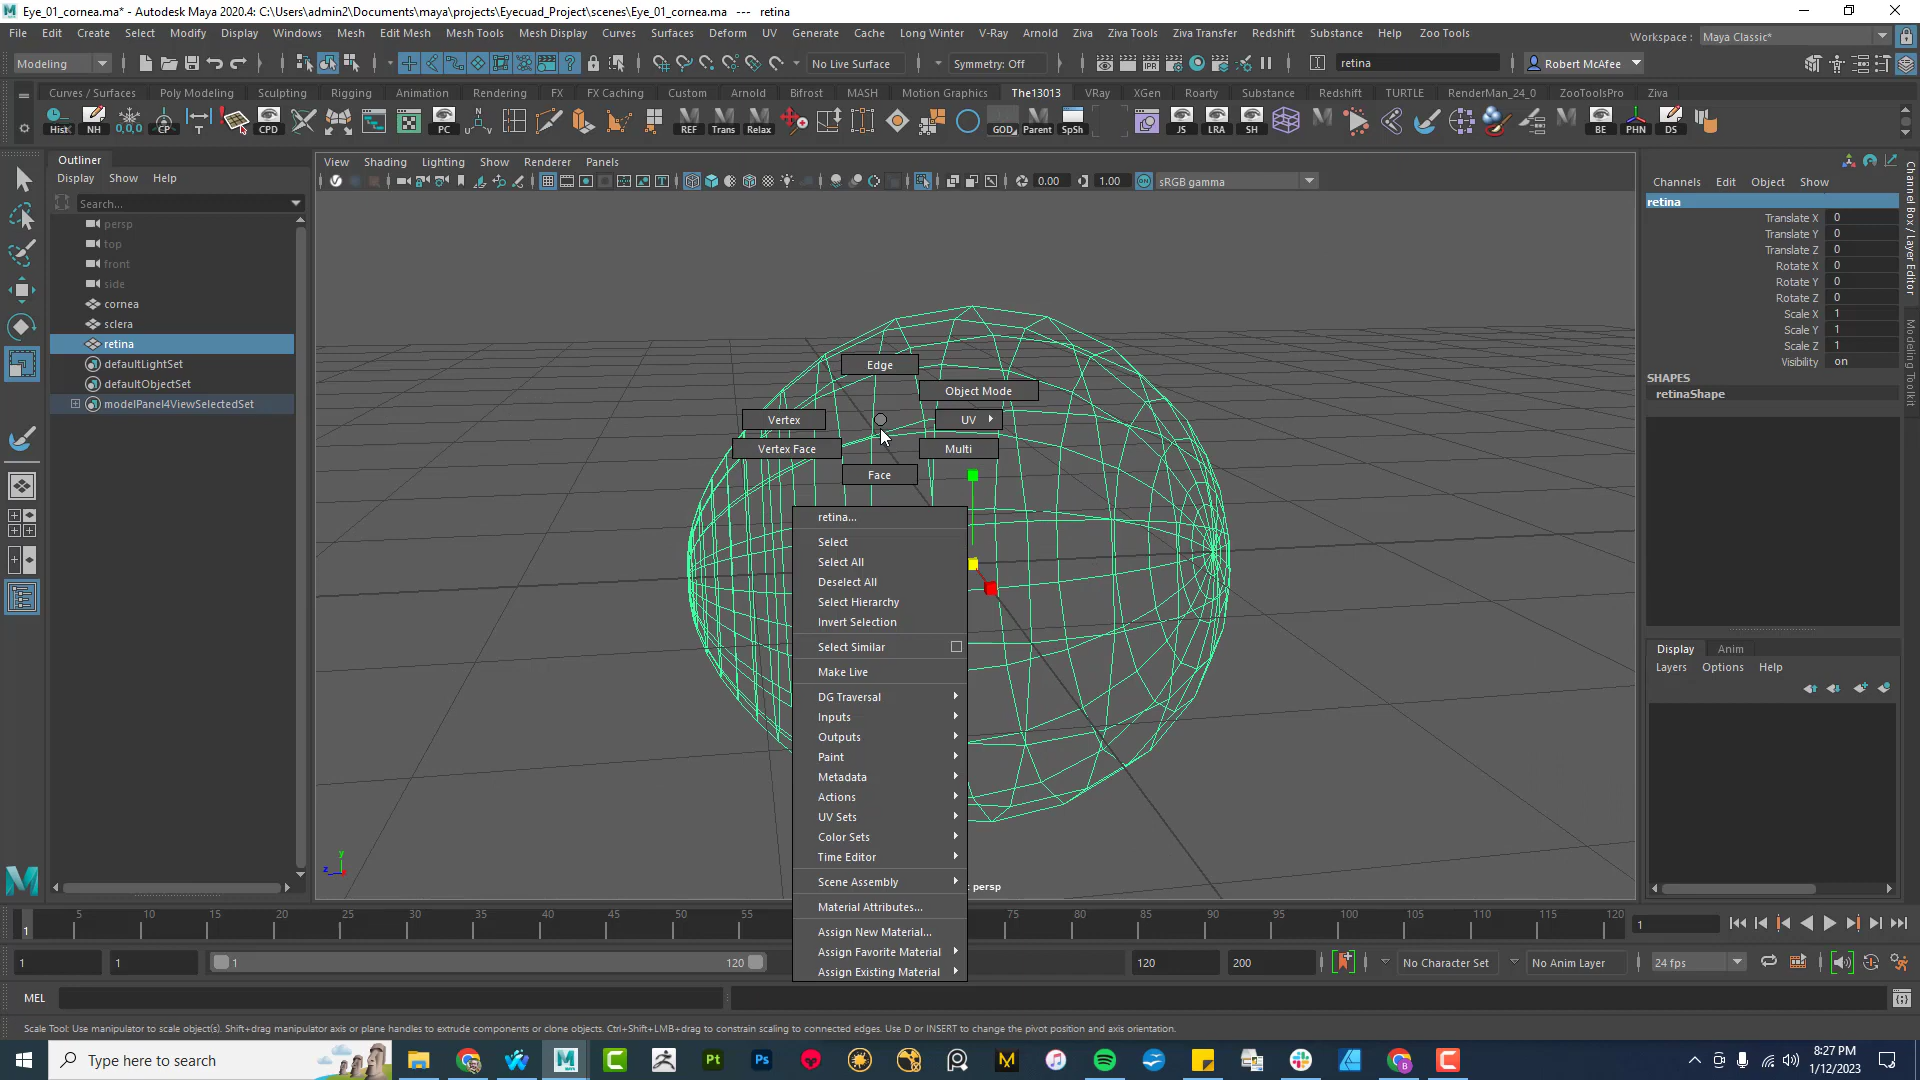 Eye_01_cornea.ma* - Autodesk Maya 2020.4: C:\Users\admin2\Documents\maya\projects\Eyecuad_Project\scenes\Eye_01_cornea.ma --- retina
File Edit Create Select Modify Display Windows Mesh Edit Mesh Mesh Tools Mesh Display Curves Surfaces Deform UV Generate Cache Long Winter V-Ray Arnold Ziva Ziva Tools Ziva Transfer Redshift Substance Help Zoo Tools
Workspace : Maya Classic*
Modeling No Live Surface Symmetry: Off retina Robert McAfee
Curves / Surfaces Poly Modeling Sculpting Rigging Animation Rendering FX FX Caching Custom Arnold Bifrost MASH Motion Graphics The13013 VRay XGen Roarty Substance Redshift TURTLE RenderMan_24_0 ZooToolsPro Ziva
Hist NH 0,0,0 CP CPD PC REF Trans Relax GOD_ Parent SpSh JS LRA SH BE PHN DS
Outliner
Display Show Help
Search...
persp
top
front
side
cornea
sclera
retina
defaultLightSet
defaultObjectSet
modelPanel4ViewSelectedSet
View Shading Lighting Show Renderer Panels
0.00 1.00 sRGB gamma
Edge
Object Mode
Vertex
UV
Vertex Face
Multi
Face
retina...
Select
Select All
Deselect All
Select Hierarchy
Invert Selection
Select Similar
Make Live
DG Traversal
Inputs
Outputs
Paint
Metadata
Actions
UV Sets
Color Sets
Time Editor
Scene Assembly
Material Attributes...
Assign New Material...
Assign Favorite Material
Assign Existing Material
persp
y
z
Channels Edit Object Show
retina
Translate X 0
Translate Y 0
Translate Z 0
Rotate X 0
Rotate Y 0
Rotate Z 0
Scale X 1
Scale Y 1
Scale Z 1
Visibility on
SHAPES
retinaShape
Channel Box / Layer Editor
Modeling Toolkit
Display Anim
Layers Options Help
1 5 10 15 20 25 30 35 40 45 50 55 75 80 85 90 95 100 105 110 115 120
1
1 1 1 120 120 200 No Character Set No Anim Layer 24 fps
MEL
Scale Tool: Use manipulator to scale object(s). Shift+drag manipulator axis or plane handles to extrude components or clone objects. Ctrl+Shift+LMB+drag to constrain scaling to connected edges. Use D or INSERT to change the pivot position and axis orientation.
Type here to search
Pt Ps
8:27 PM
1/12/2023